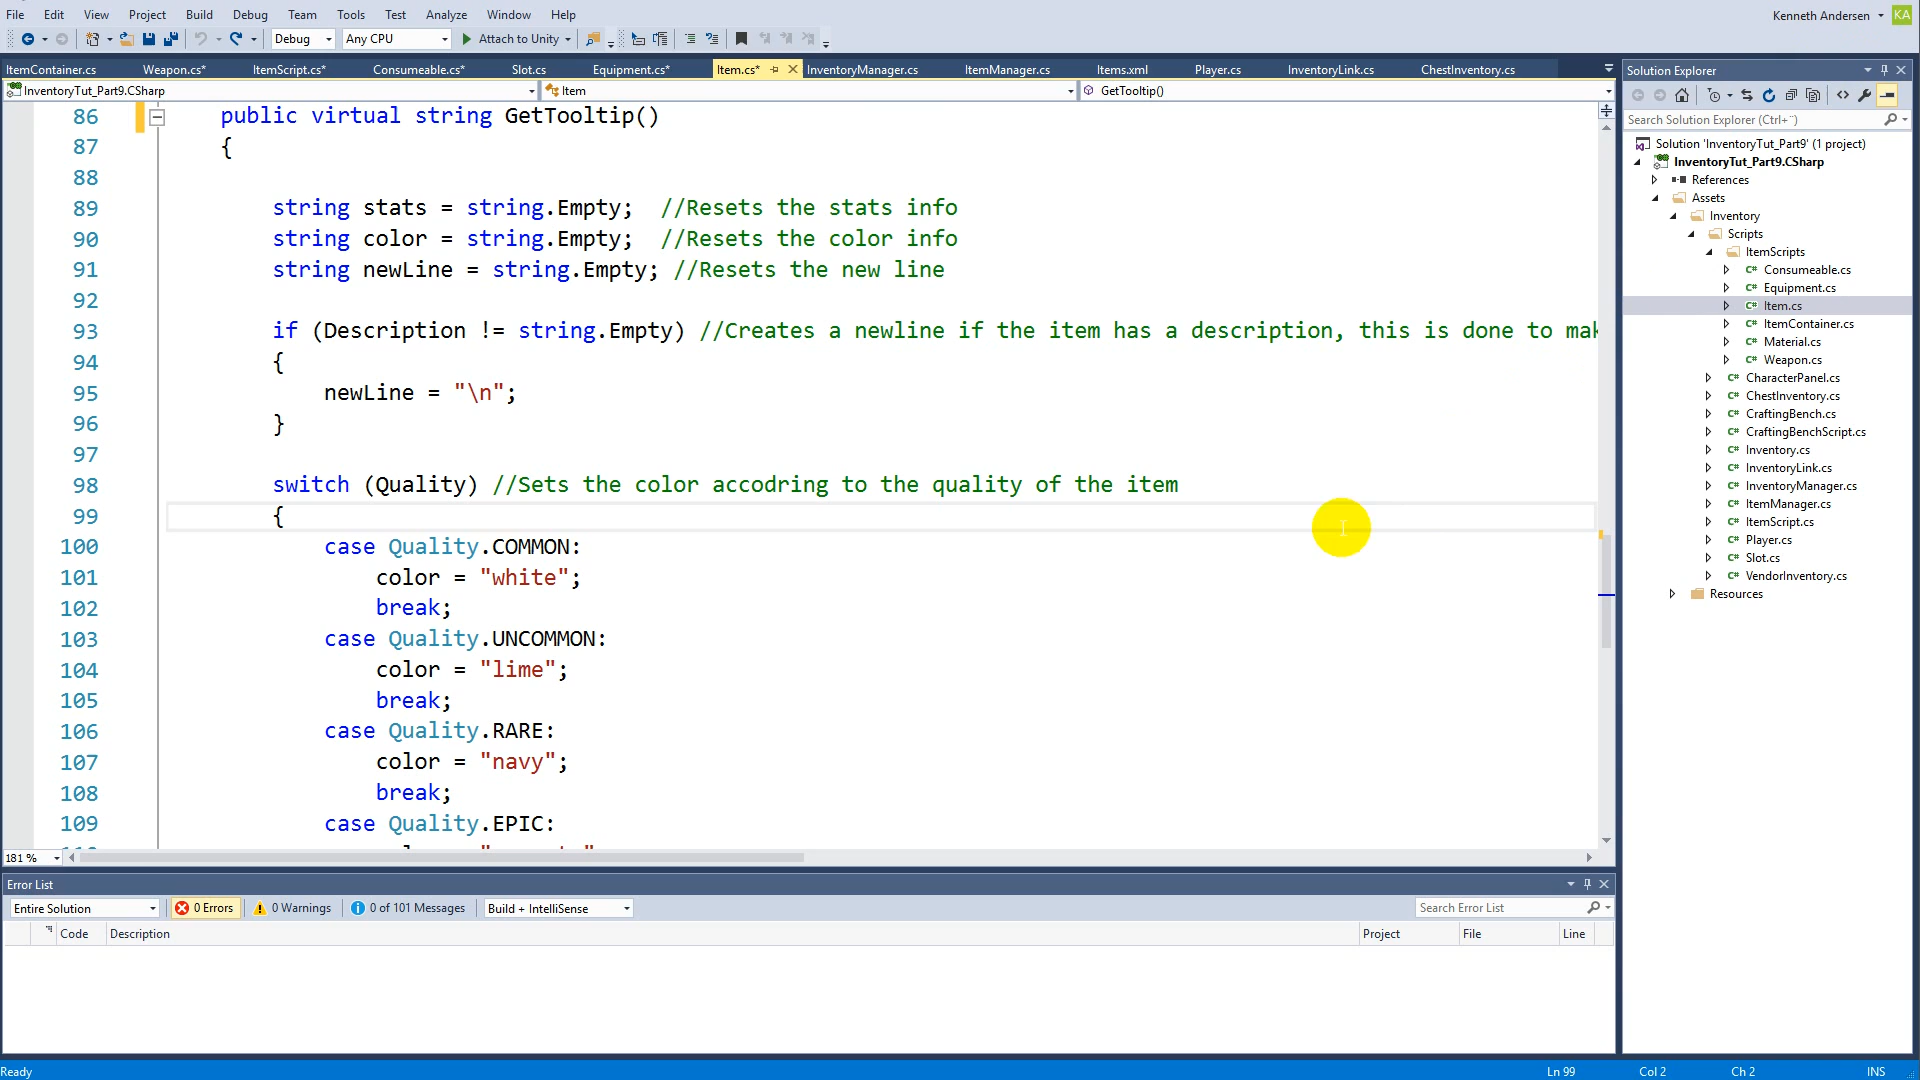 File Edit View Project Build Debug Team Tools Test Analyze Window Help
Kenneth Andersen KA
Debug Any CPU Attach to Unity
ItemContainer.cs Weapon.cs* ItemScript.cs* Consumeable.cs* Slot.cs Equipment.cs* Item.cs* InventoryManager.cs ItemManager.cs Items.xml Player.cs InventoryLink.cs ChestInventory.cs
InventoryTut_Part9.CSharp Item GetTooltip()
86 public virtual string GetTooltip()
87 {
88
89 string stats = string.Empty; //Resets the stats info
90 string color = string.Empty; //Resets the color info
91 string newLine = string.Empty; //Resets the new line
92
93 if (Description != string.Empty) //Creates a newline if the item has a description, this is done to mak
94 {
95 newLine = "\n";
96 }
97
98 switch (Quality) //Sets the color accodring to the quality of the item
99 {
100 case Quality.COMMON:
101 color = "white";
102 break;
103 case Quality.UNCOMMON:
104 color = "lime";
105 break;
106 case Quality.RARE:
107 color = "navy";
108 break;
109 case Quality.EPIC:
181 %
Error List
Entire Solution 0 Errors 0 Warnings 0 of 101 Messages Build + IntelliSense Search Error List
Code Description Project File Line
Solution Explorer
Search Solution Explorer (Ctrl+¨)
Solution 'InventoryTut_Part9' (1 project)
InventoryTut_Part9.CSharp
References
Assets
Inventory
Scripts
ItemScripts
C# Consumeable.cs
C# Equipment.cs
C# Item.cs
C# ItemContainer.cs
C# Material.cs
C# Weapon.cs
C# CharacterPanel.cs
C# ChestInventory.cs
C# CraftingBench.cs
C# CraftingBenchScript.cs
C# Inventory.cs
C# InventoryLink.cs
C# InventoryManager.cs
C# ItemManager.cs
C# ItemScript.cs
C# Player.cs
C# Slot.cs
C# VendorInventory.cs
Resources
Ready Ln 99 Col 2 Ch 2 INS